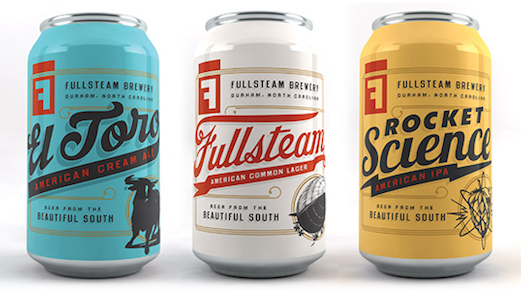 F
FULLSTEAM BREWERY
DURHAM, NORTH CAROLINA
El Toro
AMERICAN CREAM ALE
BEER FROM THE
BEAUTIFUL SOUTH
F
FULLSTEAM BREWERY
DURHAM, NORTH CAROLINA
Fullsteam
AMERICAN COMMON LAGER
BEER FROM THE
BEAUTIFUL SOUTH
F
FULLSTEAM BREWERY
DURHAM, NORTH CAROLINA
ROCKET
Science
AMERICAN IPA
BEER FROM THE
BEAUTIFUL SOUTH